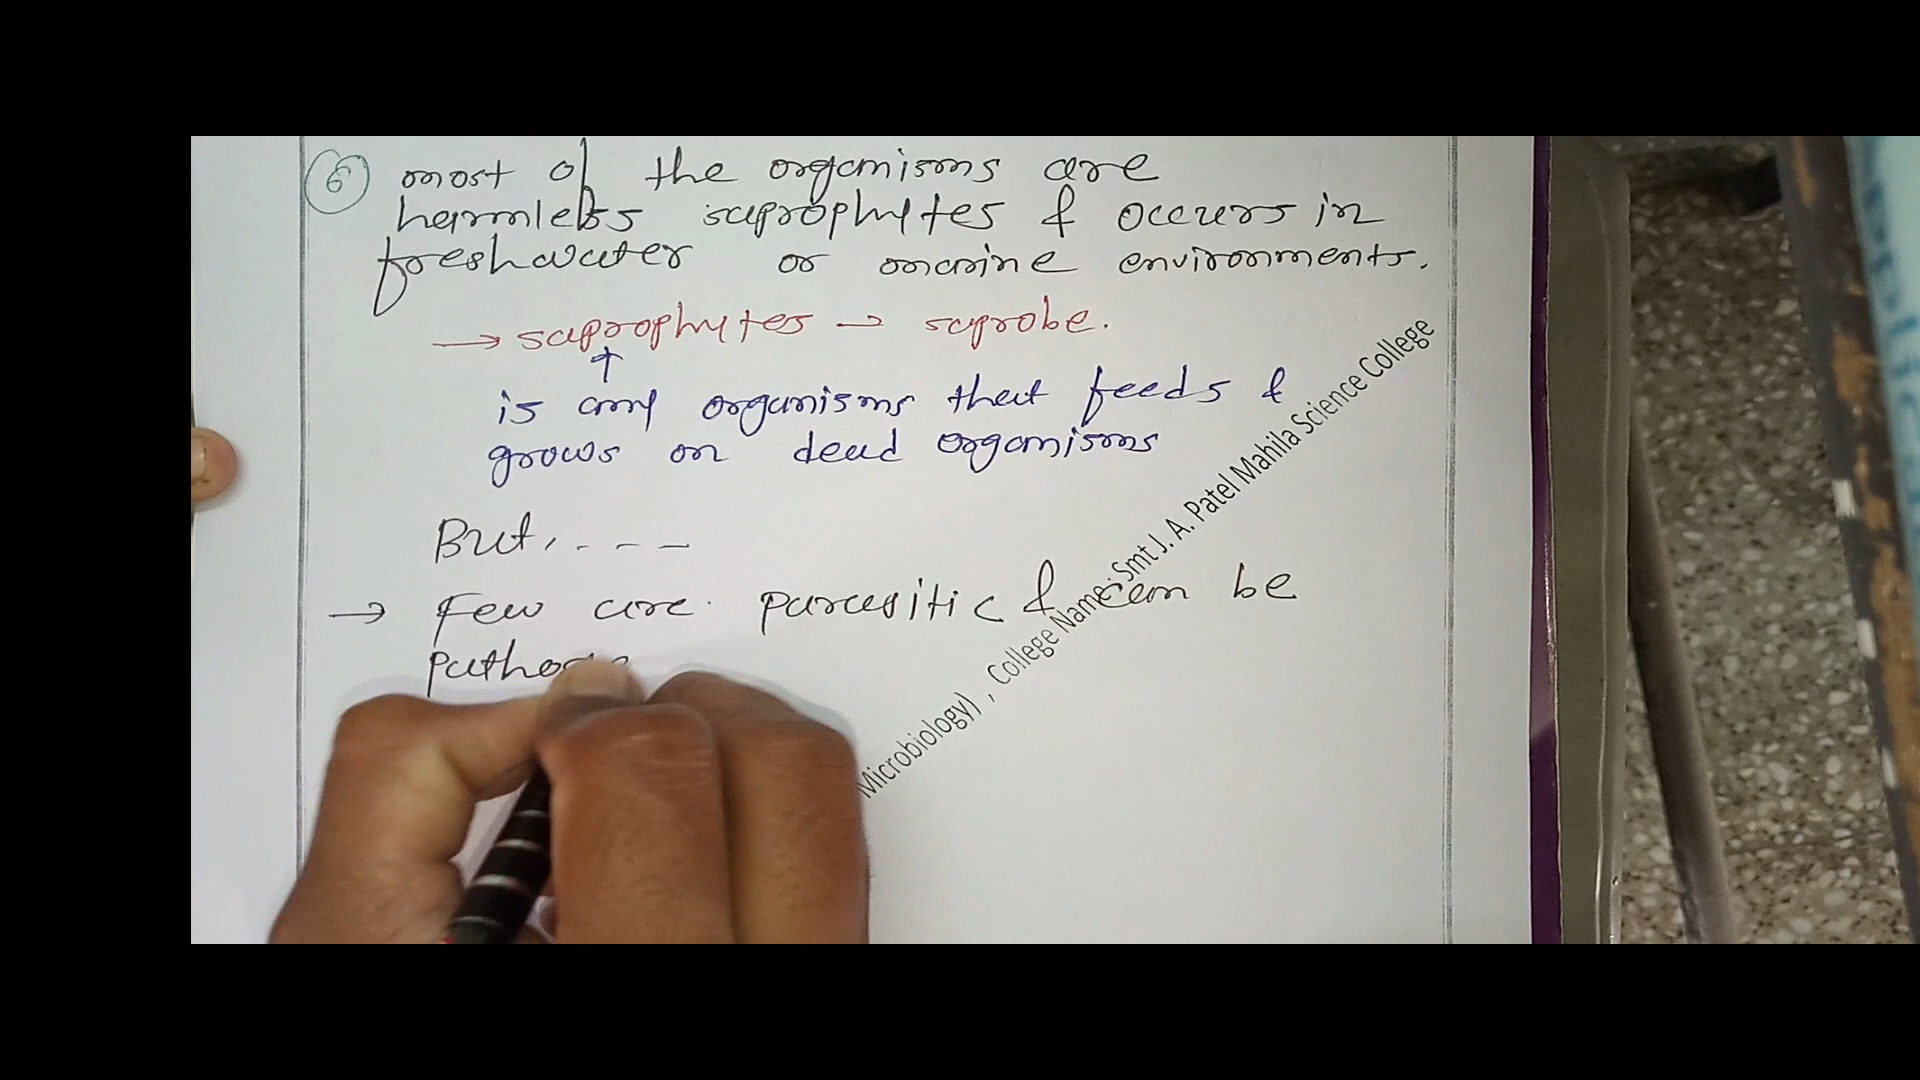 6 most of the organisms are
harmless saprophytes & occurs in
freshwater or marine environments.
→ saprophytes → saprobe.
↑
is any organisms that feeds &
grows on dead organisms
But, - - -
→ Few are parasitic & can be
Microbiology) , College Name: Smt J. A. Patel Mahila Science College